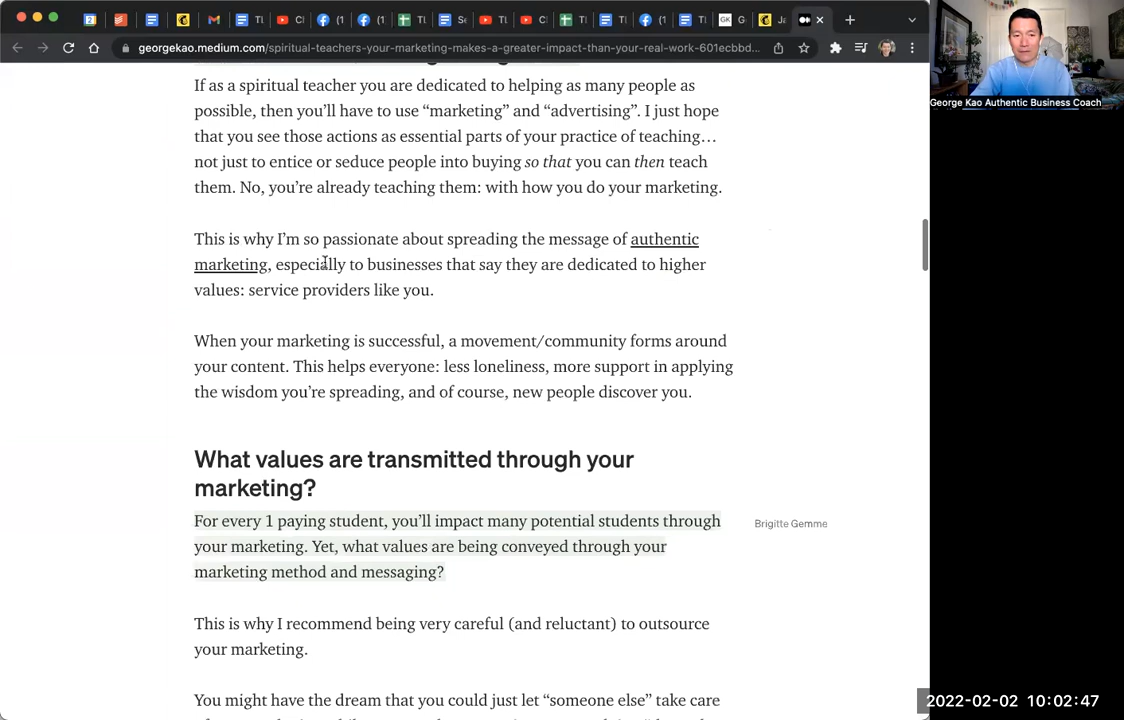 georgekao.medium.com/spiritual-teachers-your-marketing-makes-a-greater-impact-than-your-real-work-601ecbbd...
George Kao Authentic Business Coach
If as a spiritual teacher you are dedicated to helping as many people as
possible, then you’ll have to use “marketing” and “advertising”. I just hope
that you see those actions as essential parts of your practice of teaching…
not just to entice or seduce people into buying so that you can then teach
them. No, you’re already teaching them: with how you do your marketing.
This is why I’m so passionate about spreading the message of authentic
marketing, especially to businesses that say they are dedicated to higher
values: service providers like you.
When your marketing is successful, a movement/community forms around
your content. This helps everyone: less loneliness, more support in applying
the wisdom you’re spreading, and of course, new people discover you.
What values are transmitted through your
marketing?
For every 1 paying student, you’ll impact many potential students through
your marketing. Yet, what values are being conveyed through your
marketing method and messaging?
Brigitte Gemme
This is why I recommend being very careful (and reluctant) to outsource
your marketing.
You might have the dream that you could just let “someone else” take care
2022-02-02 10:02:47